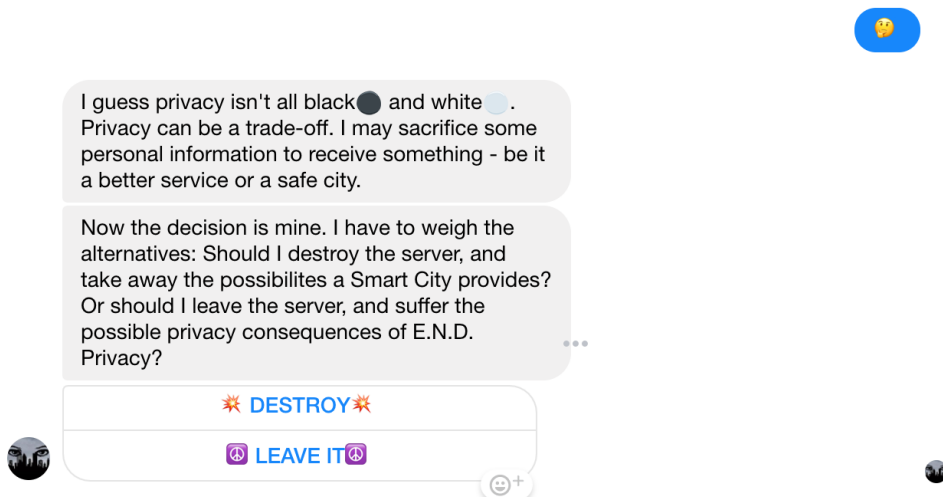 🤔
I guess privacy isn't all black🌑 and white🌕.
Privacy can be a trade-off. I may sacrifice some
personal information to receive something - be it
a better service or a safe city.
Now the decision is mine. I have to weigh the
alternatives: Should I destroy the server, and
take away the possibilites a Smart City provides?
Or should I leave the server, and suffer the
possible privacy consequences of E.N.D.
Privacy?
💥 DESTROY💥
☮️ LEAVE IT☮️